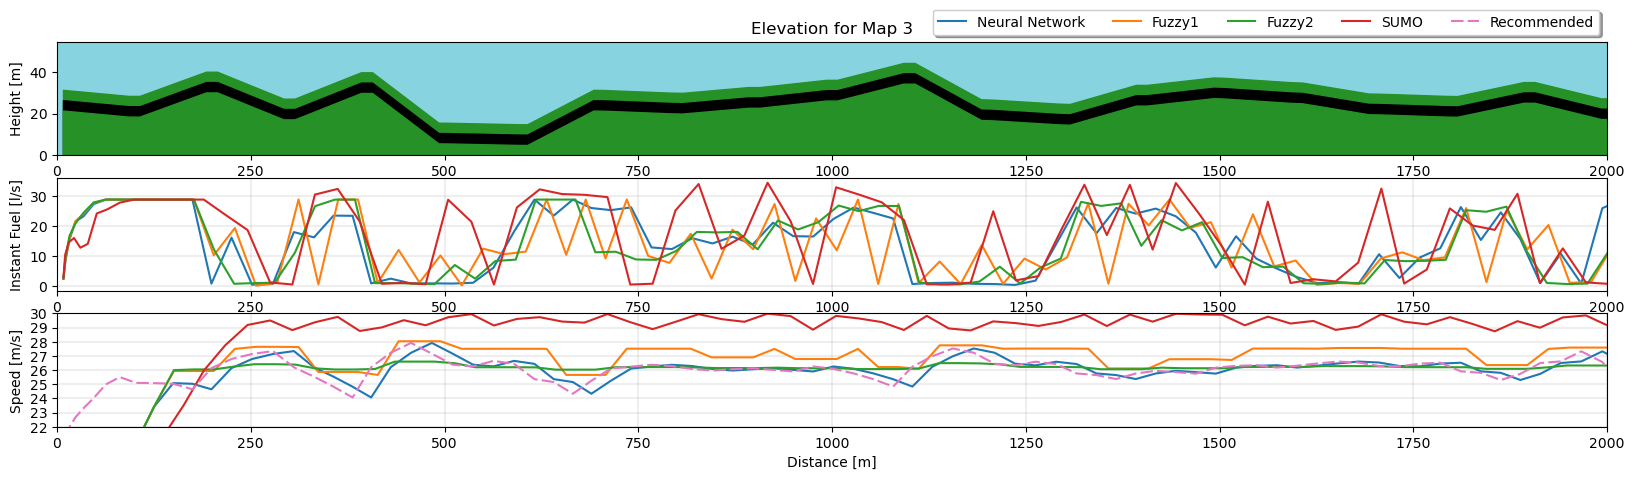 Elevation for Map 3
Neural Network Fuzzy1 Fuzzy2 SUMO Recommended
Height [m]
40
20
0
0 250 500 750 1000 1250 1500 1750 2000
Instant Fuel [l/s]
30
20
10
0
0 250 500 750 1000 1250 1500 1750 2000
Speed [m/s]
30
29
28
27
26
25
24
23
22
0 250 500 750 1000 1250 1500 1750 2000
Distance [m]